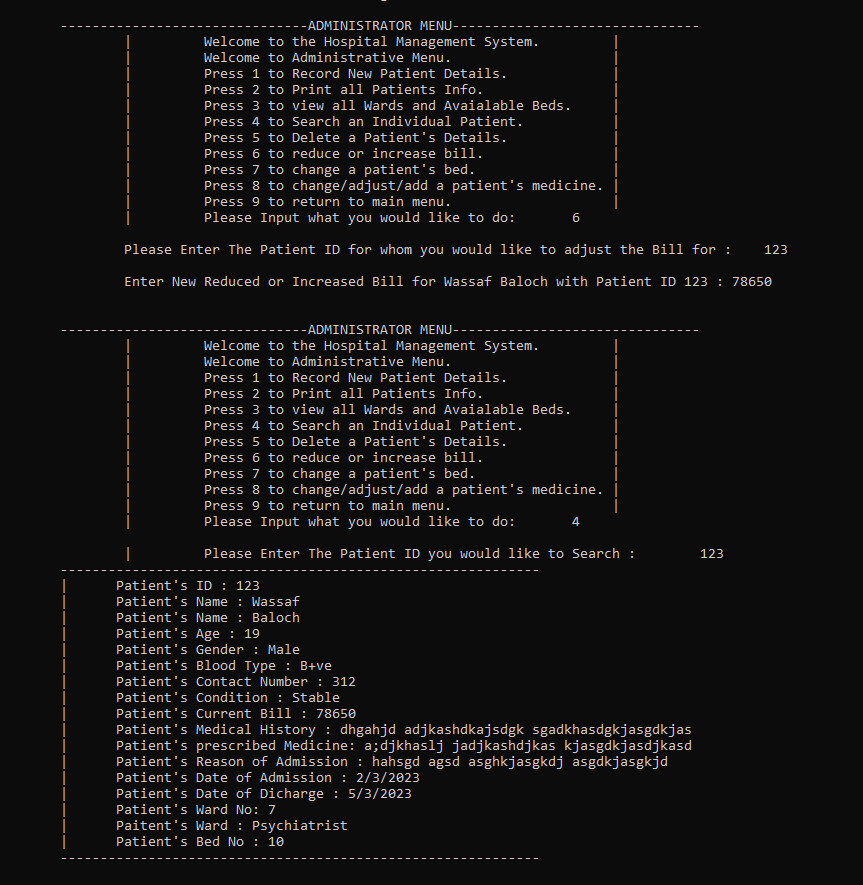 -------------------------------ADMINISTRATOR MENU-------------------------------
| Welcome to the Hospital Management System. |
| Welcome to Administrative Menu. |
| Press 1 to Record New Patient Details. |
| Press 2 to Print all Patients Info. |
| Press 3 to view all Wards and Avaialable Beds. |
| Press 4 to Search an Individual Patient. |
| Press 5 to Delete a Patient's Details. |
| Press 6 to reduce or increase bill. |
| Press 7 to change a patient's bed. |
| Press 8 to change/adjust/add a patient's medicine. |
| Press 9 to return to main menu. |
| Please Input what you would like to do: 6
Please Enter The Patient ID for whom you would like to adjust the Bill for : 123
Enter New Reduced or Increased Bill for Wassaf Baloch with Patient ID 123 : 78650
-------------------------------ADMINISTRATOR MENU-------------------------------
| Welcome to the Hospital Management System. |
| Welcome to Administrative Menu. |
| Press 1 to Record New Patient Details. |
| Press 2 to Print all Patients Info. |
| Press 3 to view all Wards and Avaialable Beds. |
| Press 4 to Search an Individual Patient. |
| Press 5 to Delete a Patient's Details. |
| Press 6 to reduce or increase bill. |
| Press 7 to change a patient's bed. |
| Press 8 to change/adjust/add a patient's medicine. |
| Press 9 to return to main menu. |
| Please Input what you would like to do: 4
| Please Enter The Patient ID you would like to Search : 123
------------------------------------------------------------
| Patient's ID : 123
| Patient's Name : Wassaf
| Patient's Name : Baloch
| Patient's Age : 19
| Patient's Gender : Male
| Patient's Blood Type : B+ve
| Patient's Contact Number : 312
| Patient's Condition : Stable
| Patient's Current Bill : 78650
| Patient's Medical History : dhgahjd adjkashdkajsdgk sgadkhasdgkjasgdkjas
| Patient's prescribed Medicine: a;djkhaslj jadjkashdjkas kjasgdkjasdjkasd
| Patient's Reason of Admission : hahsgd agsd asghkjasgkdj asgdkjasgkjd
| Patient's Date of Admission : 2/3/2023
| Patient's Date of Dicharge : 5/3/2023
| Patient's Ward No: 7
| Paitent's Ward : Psychiatrist
| Patient's Bed No : 10
------------------------------------------------------------